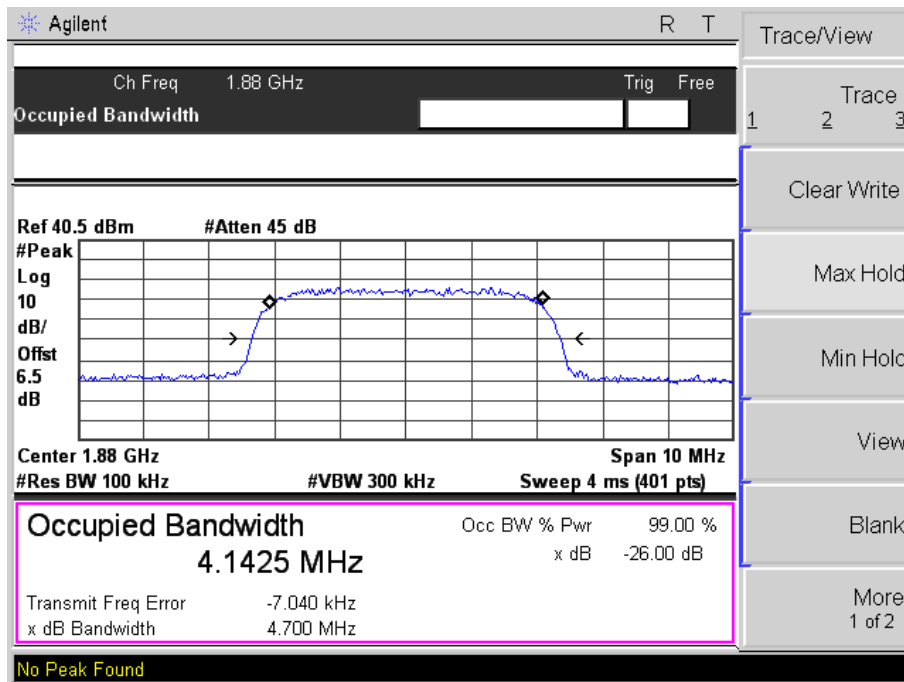 Agilent R T
Ch Freq 1.88 GHz Trig Free
Occupied Bandwidth
Ref 40.5 dBm #Atten 45 dB
#Peak
Log
10
dB/
Offst
6.5
dB
Center 1.88 GHz Span 10 MHz
#Res BW 100 kHz #VBW 300 kHz Sweep 4 ms (401 pts)
Occupied Bandwidth
4.1425 MHz
Occ BW % Pwr 99.00 %
x dB -26.00 dB
Transmit Freq Error -7.040 kHz
x dB Bandwidth 4.700 MHz
No Peak Found
Trace/View
Trace
1 2 3
Clear Write
Max Hold
Min Hold
View
Blank
More
1 of 2